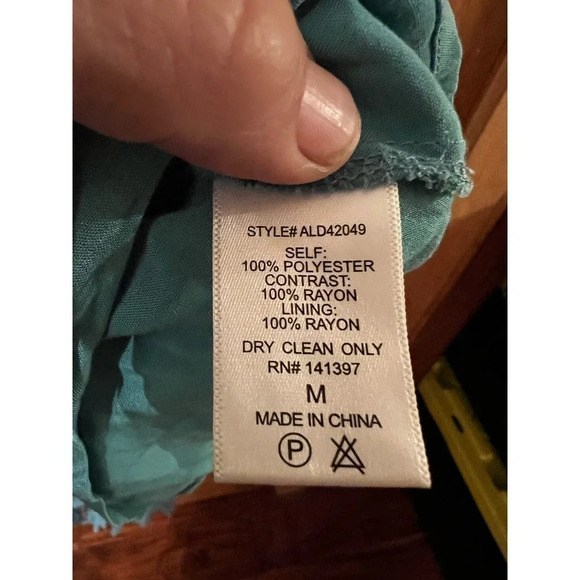 STYLE# ALD42049
SELF:
100% POLYESTER
CONTRAST:
100% RAYON
LINING:
100% RAYON
DRY CLEAN ONLY
RN# 141397
M
MADE IN CHINA
P